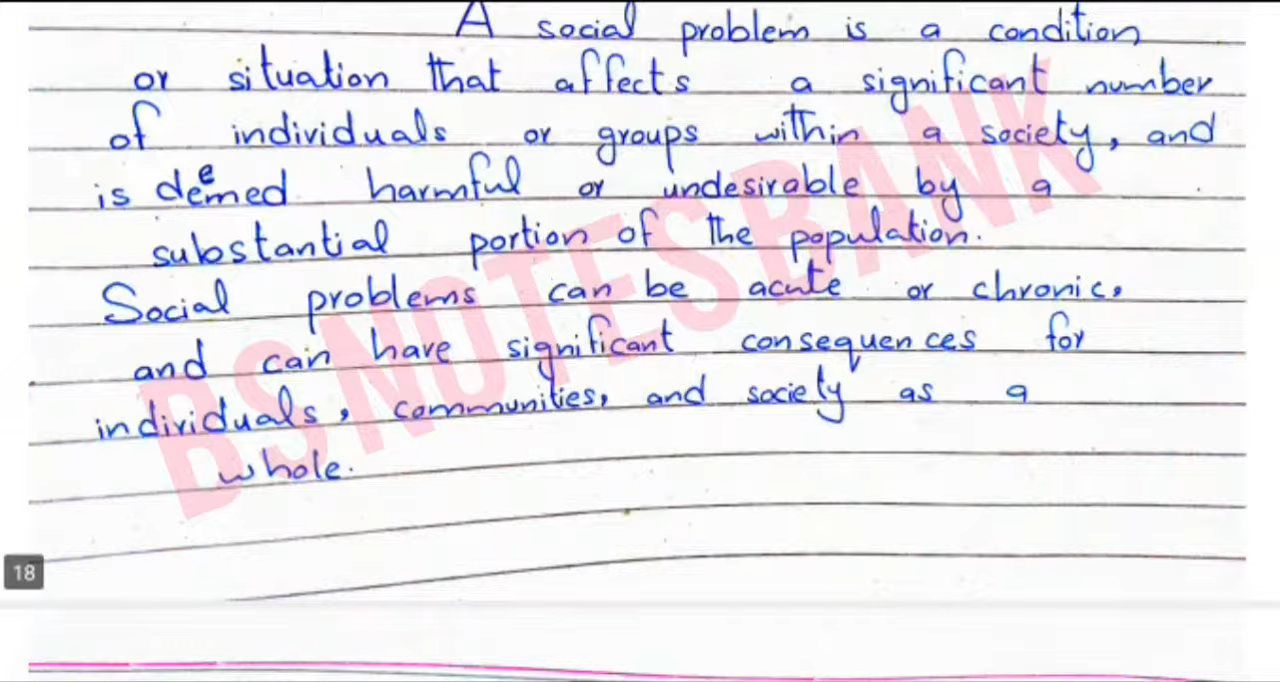 A social problem is a condition
or situation that affects a significant number
of individuals or groups within a society, and
is deemed harmful or undesirable by a
substantial portion of the population.
Social problems can be acute or chronic,
and can have significant consequences for
individuals, communities, and society as a
whole.
BSNOTES BANK
18